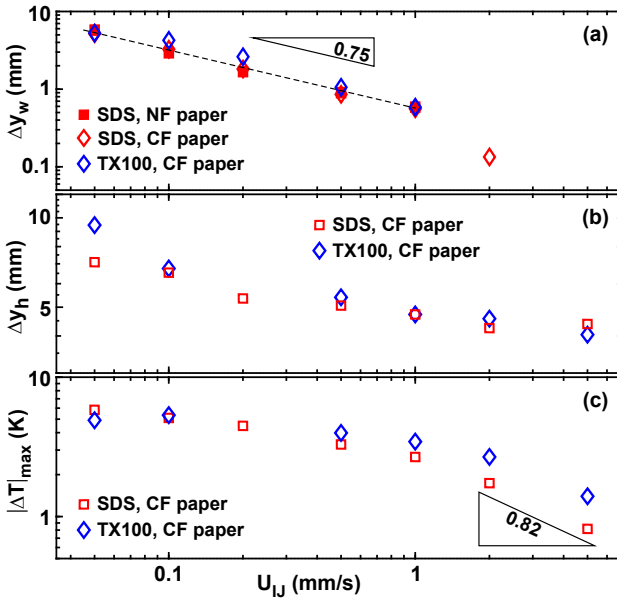 10
1
0.1
Δy_w (mm)
(a)
0.75
SDS, NF paper
SDS, CF paper
TX100, CF paper
10
5
Δy_h (mm)
(b)
SDS, CF paper
TX100, CF paper
10
1
|ΔT|_max (K)
(c)
SDS, CF paper
TX100, CF paper
0.82
0.1
1
U_IJ (mm/s)